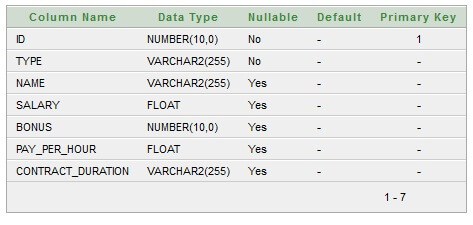 Column Name Data Type Nullable Default Primary Key
ID NUMBER(10,0) No - 1
TYPE VARCHAR2(255) No - -
NAME VARCHAR2(255) Yes - -
SALARY FLOAT Yes - -
BONUS NUMBER(10,0) Yes - -
PAY_PER_HOUR FLOAT Yes - -
CONTRACT_DURATION VARCHAR2(255) Yes - -
1 - 7